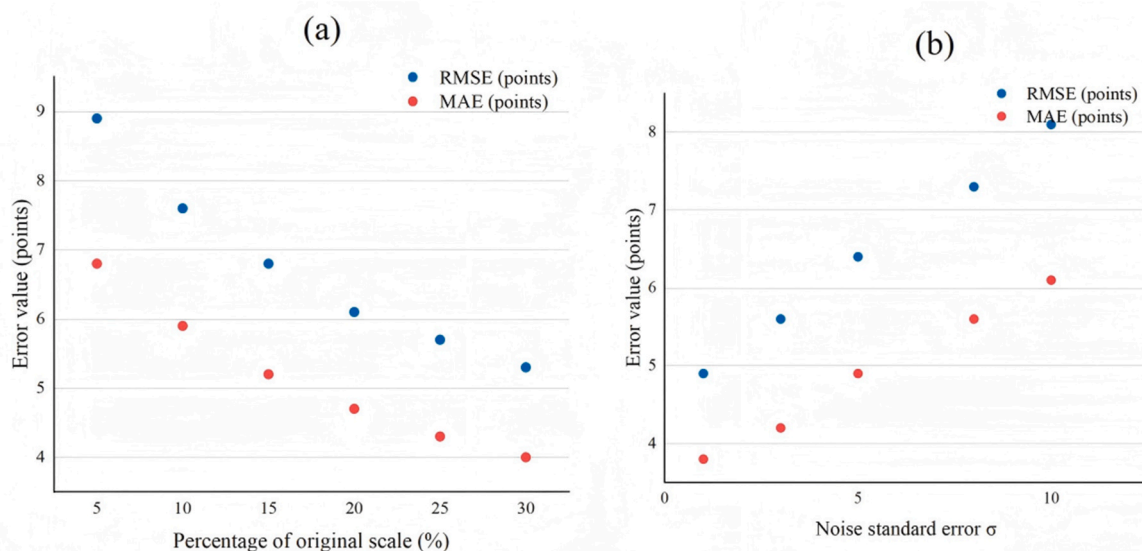 (a)
RMSE (points)
MAE (points)
Error value (points)
9
8
7
6
5
4
5 10 15 20 25 30
Percentage of original scale (%)
(b)
RMSE (points)
MAE (points)
Error value (points)
8
7
6
5
4
0 5 10
Noise standard error σ